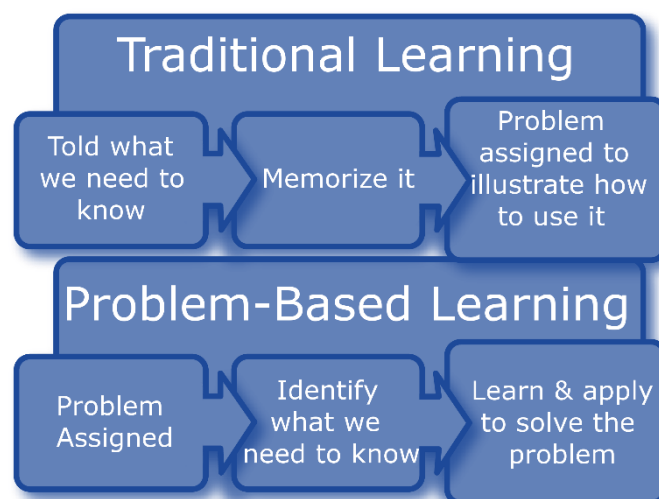 Traditional Learning
Told what
we need to
know
Memorize it
Problem
assigned to
illustrate how
to use it
Problem-Based Learning
Problem
Assigned
Identify
what we
need to know
Learn & apply
to solve the
problem